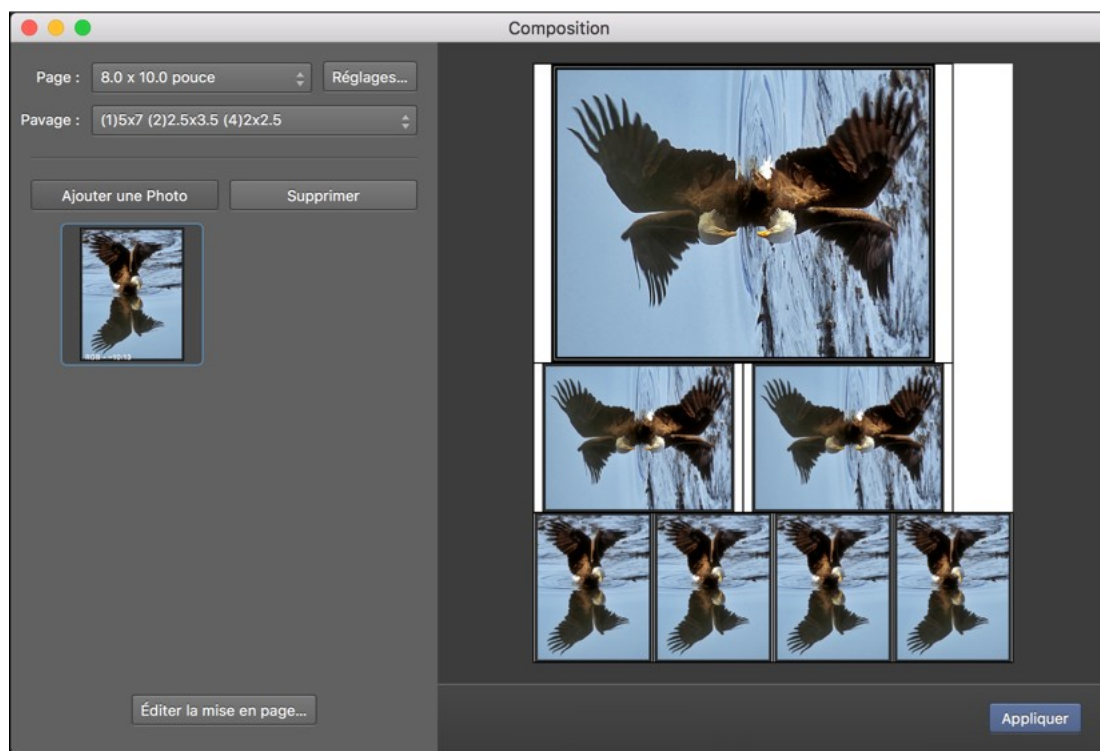 Composition
Page : 8.0 x 10.0 pouce Réglages...
Pavage : (1)5x7 (2)2.5x3.5 (4)2x2.5
Ajouter une Photo Supprimer
Éditer la mise en page...
Appliquer